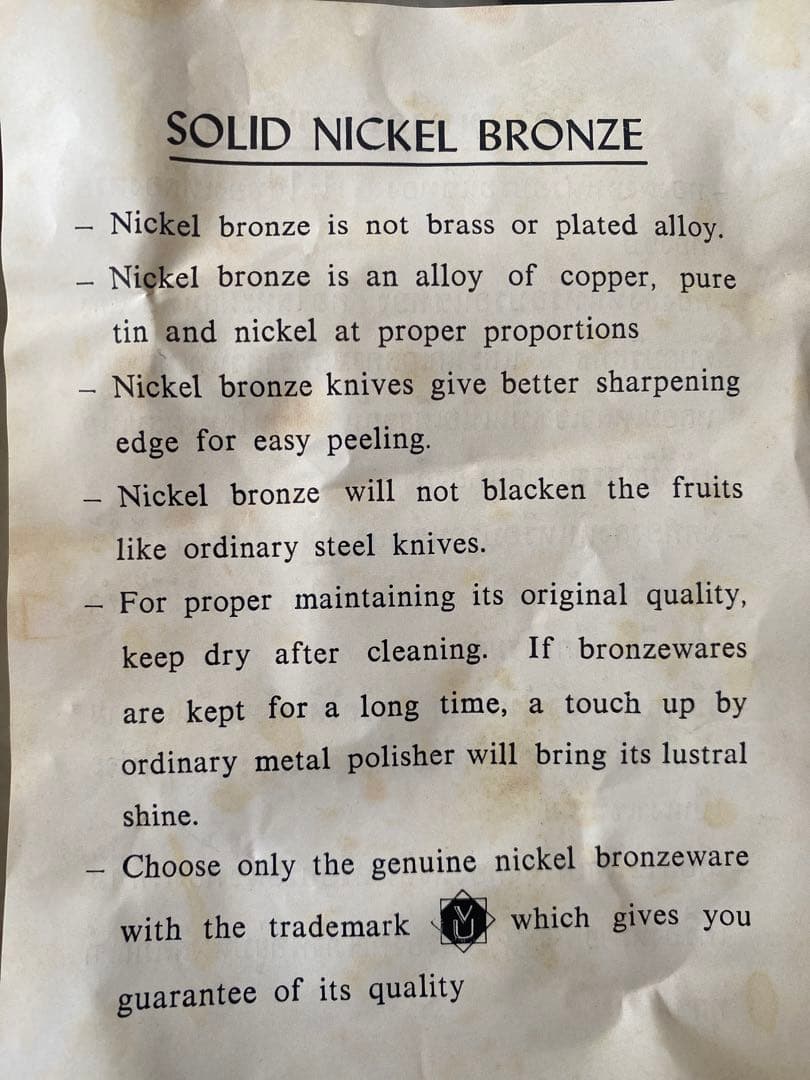 SOLID NICKEL BRONZE
– Nickel bronze is not brass or plated alloy.
– Nickel bronze is an alloy of copper, pure
tin and nickel at proper proportions
– Nickel bronze knives give better sharpening
edge for easy peeling.
– Nickel bronze will not blacken the fruits
like ordinary steel knives.
– For proper maintaining its original quality,
keep dry after cleaning. If bronzewares
are kept for a long time, a touch up by
ordinary metal polisher will bring its lustral
shine.
– Choose only the genuine nickel bronzeware
with the trademark which gives you
guarantee of its quality